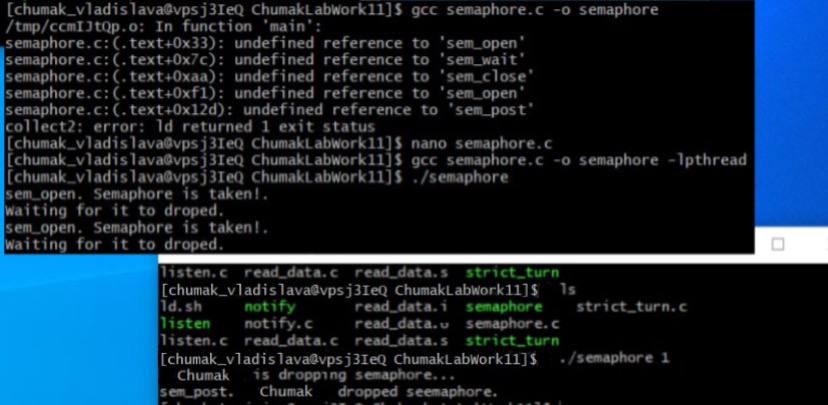 [chumak_vladislava@vpsj3IeQ ChumakLabWork11]$ gcc semaphore.c -o semaphore
/tmp/ccmIJtQp.o: In function 'main':
semaphore.c:(.text+0x33): undefined reference to 'sem_open'
semaphore.c:(.text+0x7c): undefined reference to 'sem_wait'
semaphore.c:(.text+0xaa): undefined reference to 'sem_close'
semaphore.c:(.text+0xf1): undefined reference to 'sem_open'
semaphore.c:(.text+0x12d): undefined reference to 'sem_post'
collect2: error: ld returned 1 exit status
[chumak_vladislava@vpsj3IeQ ChumakLabWork11]$ nano semaphore.c
[chumak_vladislava@vpsj3IeQ ChumakLabWork11]$ gcc semaphore.c -o semaphore -lpthread
[chumak_vladislava@vpsj3IeQ ChumakLabWork11]$ ./semaphore
sem_open. Semaphore is taken!.
Waiting for it to droped.
sem_open. Semaphore is taken!.
Waiting for it to droped.
listen.c read_data.c read_data.s strict_turn
[chumak_vladislava@vpsj3IeQ ChumakLabWork11]$ ls
ld.sh notify read_data.i semaphore strict_turn.c
listen notify.c read_data.o semaphore.c
listen.c read_data.c read_data.s strict_turn
[chumak_vladislava@vpsj3IeQ ChumakLabWork11]$ ./semaphore 1
Chumak is dropping semaphore...
sem_post. Chumak dropped seemaphore.